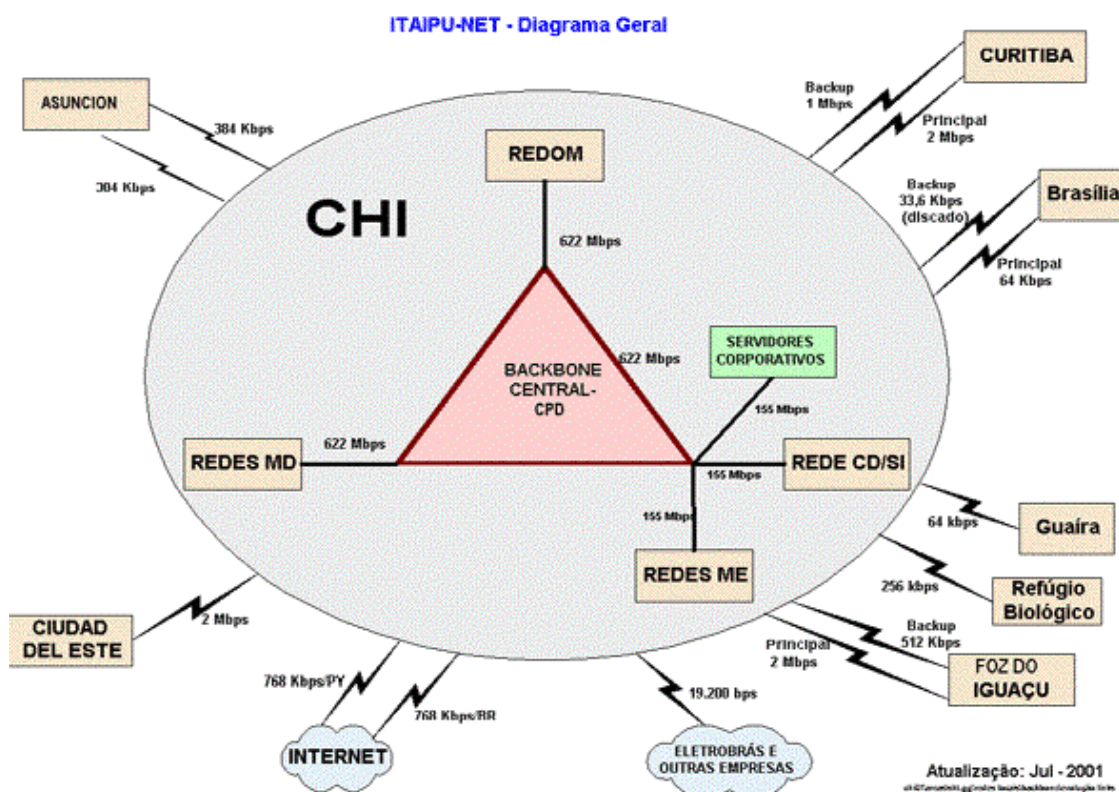 ITAIPU-NET - Diagrama Geral
CURITIBA
Backup
1 Mbps
Principal
2 Mbps
ASUNCION
384 Kbps
384 Kbps
REDOM
Backup
33,6 Kbps
(discado)
Brasília
Principal
64 Kbps
CHI
622 Mbps
622 Mbps
SERVIDORES
CORPORATIVOS
BACKBONE
CENTRAL-
CPD
155 Mbps
622 Mbps
REDES MD
155 Mbps
REDE CD/SI
155 Mbps
REDES ME
64 kbps
Guaíra
256 kbps
Refúgio
Biológico
CIUDAD
DEL ESTE
2 Mbps
Backup
512 Kbps
Principal
2 Mbps
FOZ DO
IGUAÇU
768 Kbps/PY
768 Kbps/BR
INTERNET
19.200 bps
ELETROBRÁS E
OUTRAS EMPRESAS
Atualização: Jul - 2001